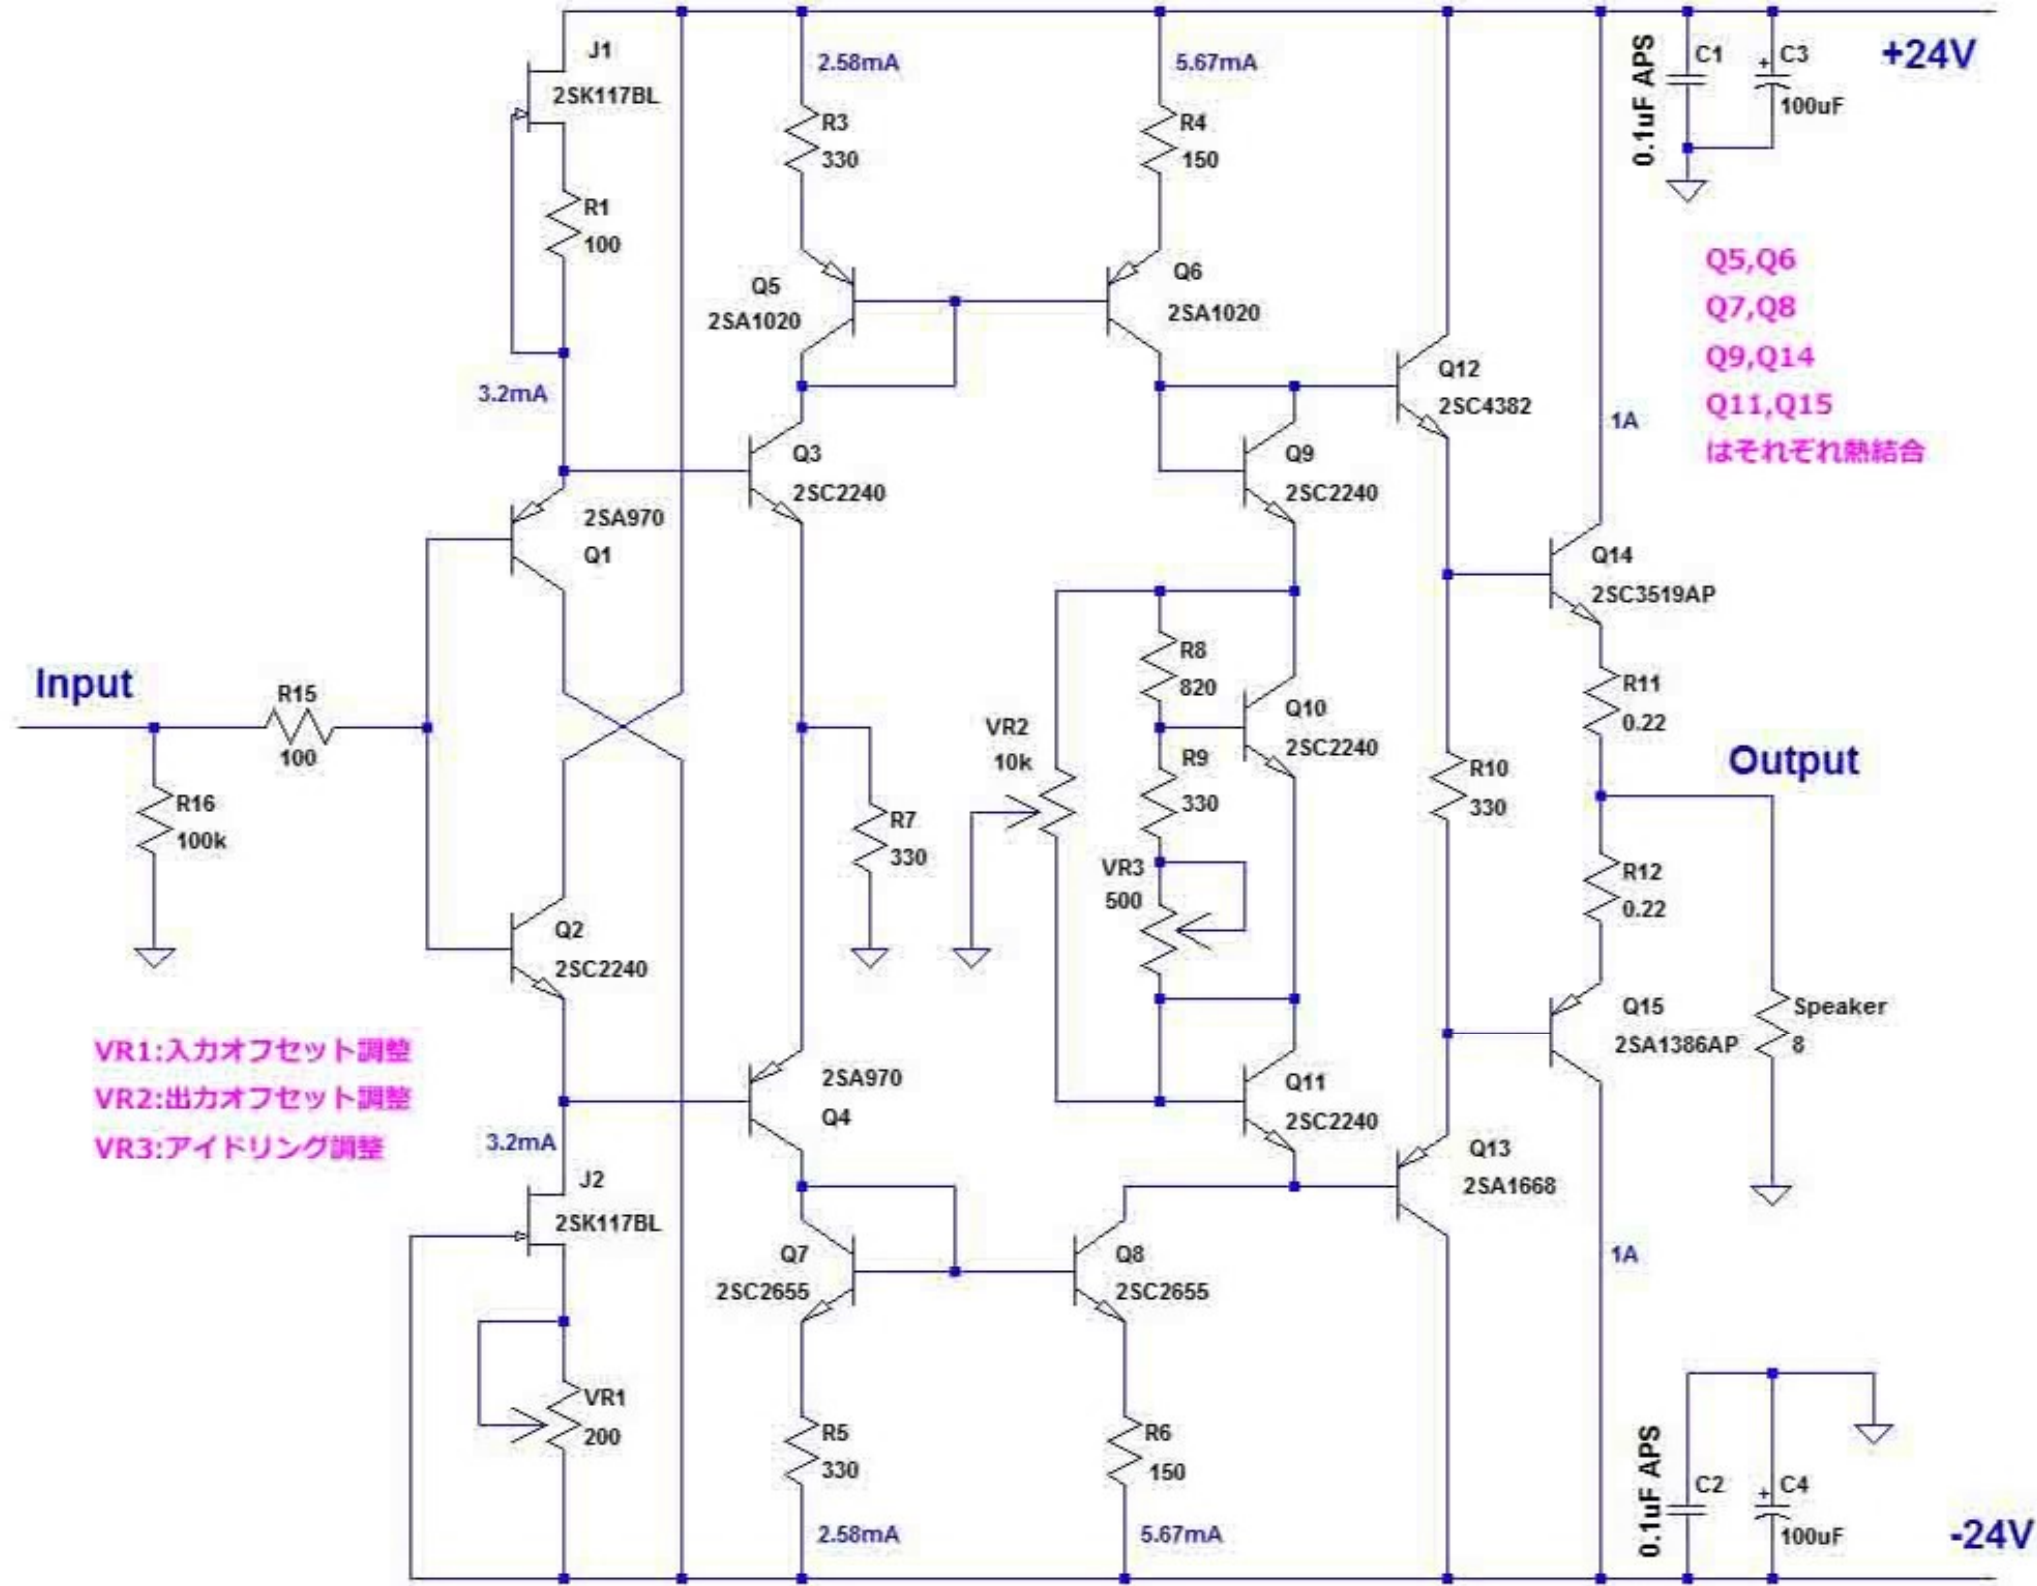 J1
2SK117BL
R1
100
3.2mA
2SA970
Q1
2.58mA
R3
330
Q5
2SA1020
Q3
2SC2240
5.67mA
R4
150
Q6
2SA1020
Q12
2SC4382
Q9
2SC2240
0.1uF APS
C1
C3
+
100uF
+24V
Q5,Q6
Q7,Q8
Q9,Q14
Q11,Q15
はそれぞれ熱結合
1A
Q14
2SC3519AP
R11
0.22
Input
R15
100
R16
100k
R7
330
VR2
10k
R8
820
Q10
2SC2240
R9
330
VR3
500
R10
330
Output
R12
0.22
Q2
2SC2240
Q15
2SA1386AP
Speaker
8
VR1:入力オフセット調整
VR2:出力オフセット調整
VR3:アイドリング調整
3.2mA
2SA970
Q4
Q11
2SC2240
Q13
2SA1668
J2
2SK117BL
Q7
2SC2655
Q8
2SC2655
1A
VR1
200
R5
330
R6
150
2.58mA
5.67mA
0.1uF APS
C2
C4
+
100uF
-24V